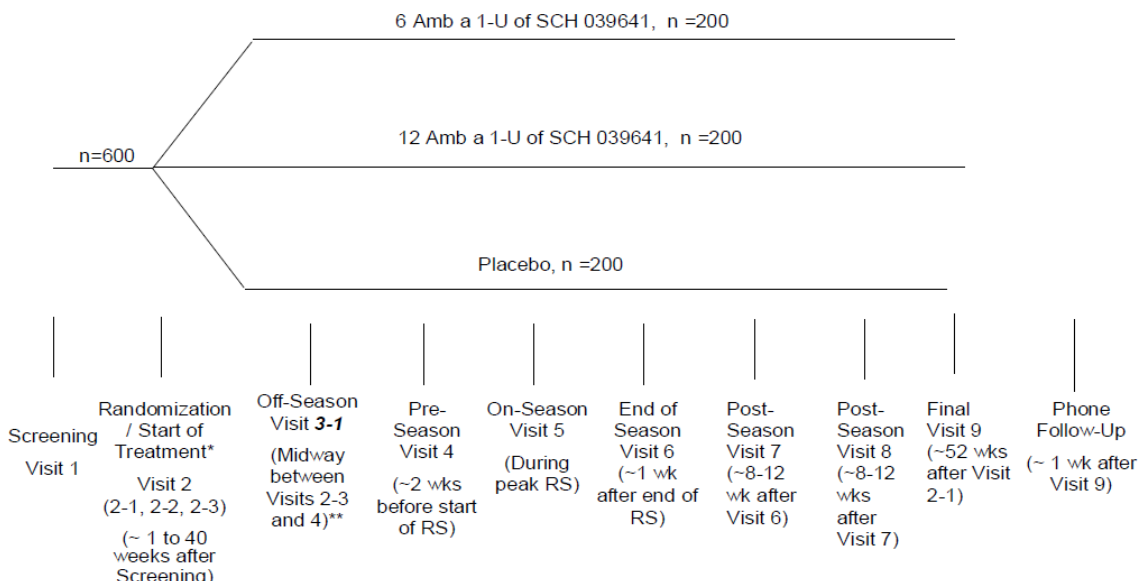 6 Amb a 1-U of SCH 039641, n =200
n=600
12 Amb a 1-U of SCH 039641, n =200
Placebo, n =200
Screening
Visit 1
Randomization
/ Start of
Treatment*
Visit 2
(2-1, 2-2, 2-3)
(~ 1 to 40
weeks after
Screening)
Off-Season
Visit 3-1
(Midway
between
Visits 2-3
and 4)**
Pre-
Season
Visit 4
(~2 wks
before start
of RS)
On-Season
Visit 5
(During
peak RS)
End of
Season
Visit 6
(~1 wk
after end of
RS)
Post-
Season
Visit 7
(~8-12
wk after
Visit 6)
Post-
Season
Visit 8
(~8-12
wks
after
Visit 7)
Final
Visit 9
(~52 wks
after Visit
2-1)
Phone
Follow-Up
(~ 1 wk after
Visit 9)